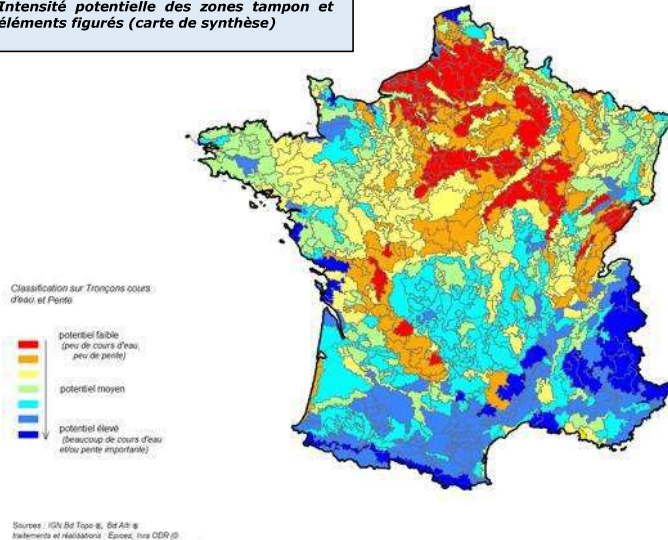 Intensité potentielle des zones tampon et
éléments figurés (carte de synthèse)
Classification sur Tronçons cours
d'eau et Pente
potentiel faible
(peu de cours d'eau,
peu de pente)
potentiel moyen
potentiel élevé
(beaucoup de cours d'eau
et/ou pente importante)
Sources : IGN Bd Topo ®, Bd Alti ®
traitements et réalisations : Epices, Inra ODR (0